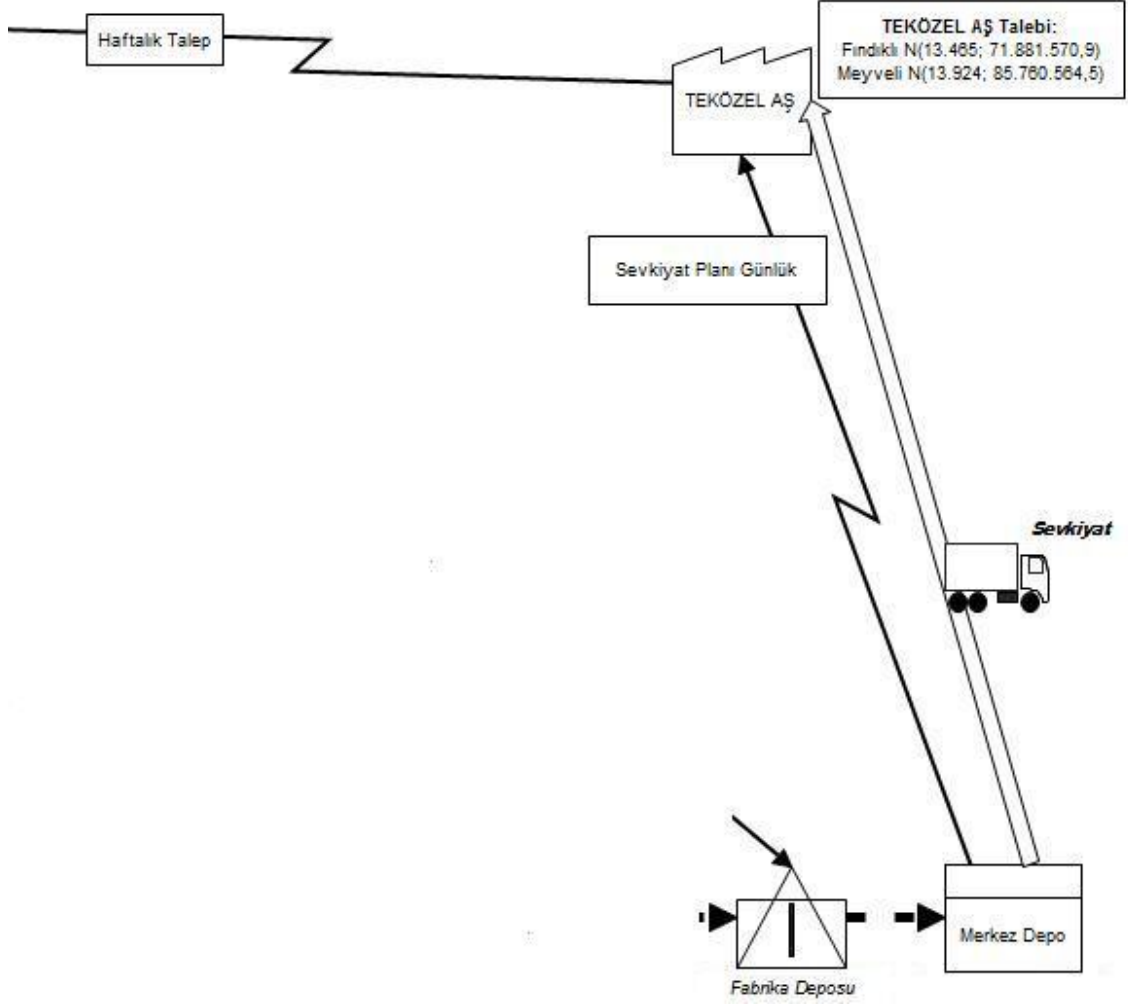 Haftalık Talep
TEKÖZEL AŞ Talebi:
Fındıklı N(13.465; 71.881.570,9)
Meyveli N(13.924; 85.760.564,5)
TEKÖZEL AŞ
Sevkiyat Planı Günlük
Sevkiyat
Merkez Depo
Fabrika Deposu